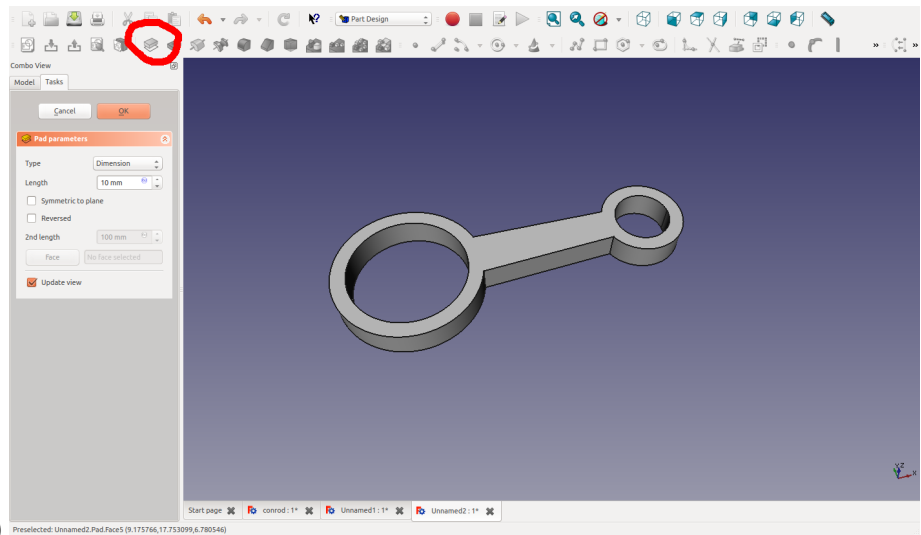 Part Design
Combo View
Model Tasks
Cancel OK
Pad parameters
Type Dimension
Length 10 mm
Symmetric to plane
Reversed
2nd length 100 mm
Face No face selected
Update view
YZ
X
Start page conrod : 1* Unnamed1 : 1* Unnamed2 : 1*
Preselected: Unnamed2.Pad.Face5 (9.175766,17.753099,6.780546)